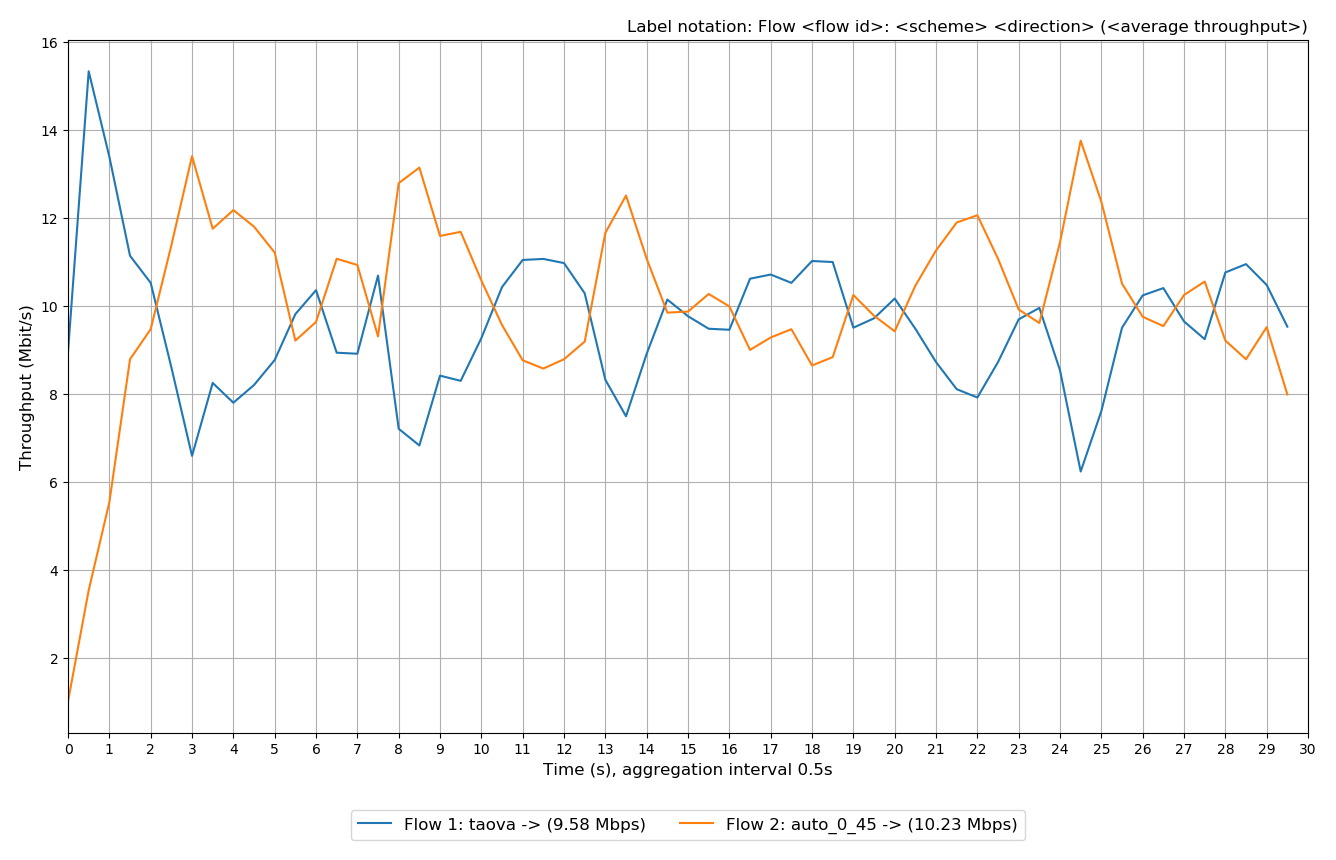 Label notation: Flow <flow id>: <scheme> <direction> (<average throughput>)
16
14
12
10
8
6
4
2
Throughput (Mbit/s)
0 1 2 3 4 5 6 7 8 9 10 11 12 13 14 15 16 17 18 19 20 21 22 23 24 25 26 27 28 29 30
Time (s), aggregation interval 0.5s
Flow 1: taova -> (9.58 Mbps) Flow 2: auto_0_45 -> (10.23 Mbps)